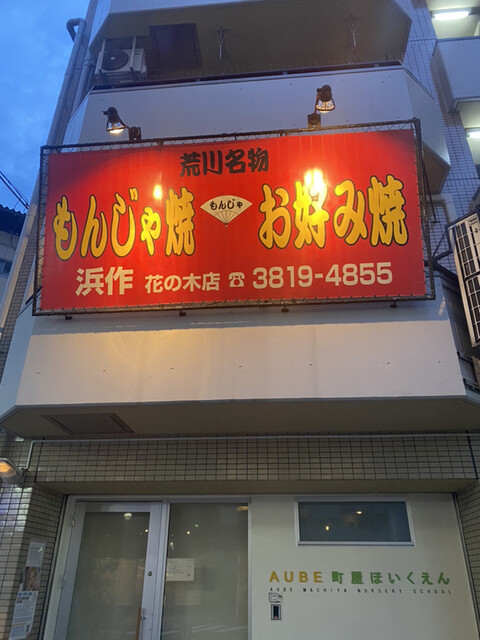 荒川名物
もんじゃ焼 もんじゃ お好み焼
浜作 花の木店 ☎ 3819-4855
AUBE 町屋ほいくえん
AUBE MACHIYA NURSERY SCHOOL